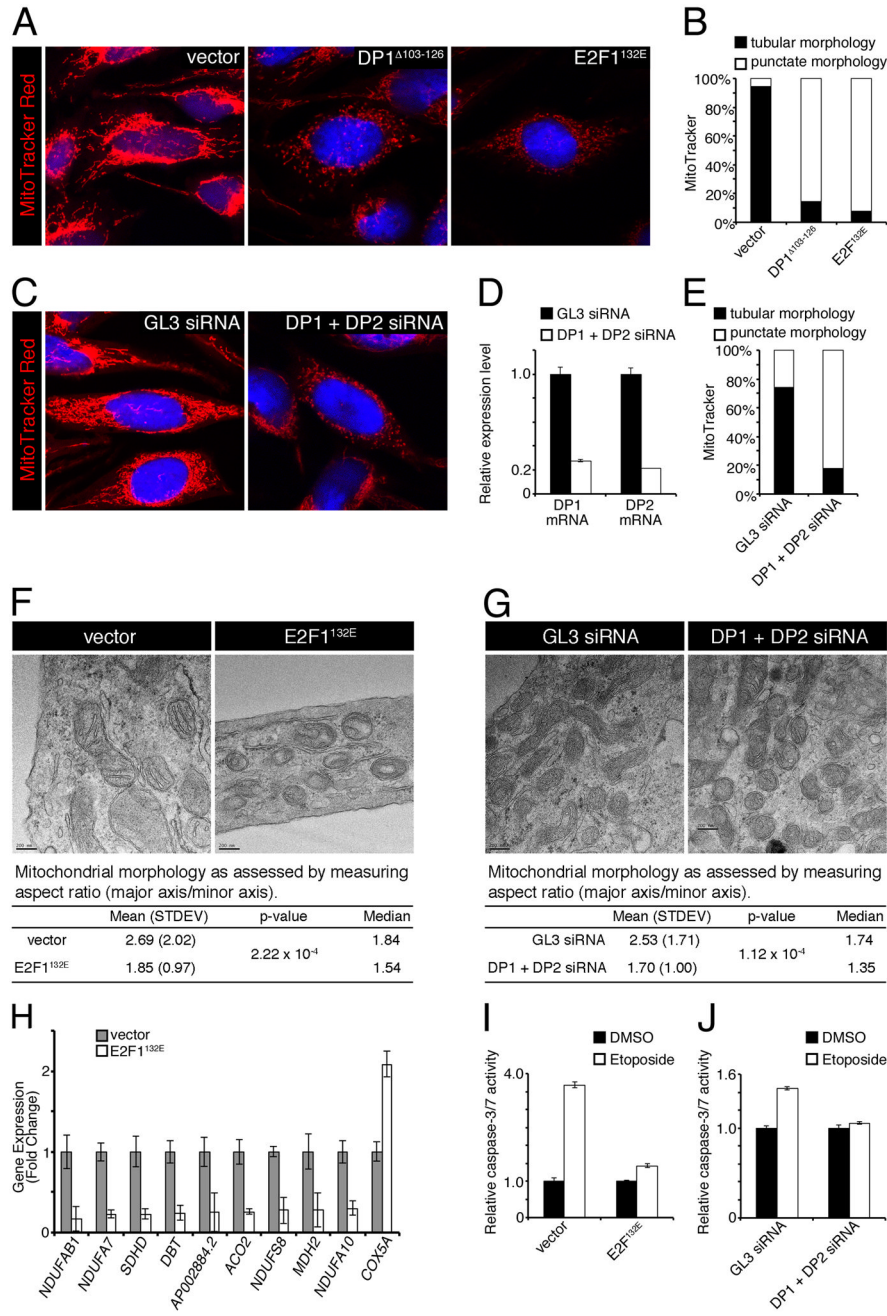 A
MitoTracker Red
vector
DP1Δ103-126
E2F1132E
B
tubular morphology
punctate morphology
MitoTracker
100%
80%
60%
40%
20%
0%
vector
DP1Δ103-126
E2F1132E
C
MitoTracker Red
GL3 siRNA
DP1 + DP2 siRNA
D
GL3 siRNA
DP1 + DP2 siRNA
Relative expression level
1.0
0.2
0
DP1 mRNA
DP2 mRNA
E
tubular morphology
punctate morphology
MitoTracker
100%
80%
60%
40%
20%
0%
GL3 siRNA
DP1 + DP2 siRNA
F
vector
E2F1132E
200 nm
200 nm
Mitochondrial morphology as assessed by measuring
aspect ratio (major axis/minor axis).
Mean (STDEV) p-value Median
vector 2.69 (2.02) 1.84
2.22 x 10-4
E2F1132E 1.85 (0.97) 1.54
G
GL3 siRNA
DP1 + DP2 siRNA
200 nm
200 nm
Mitochondrial morphology as assessed by measuring
aspect ratio (major axis/minor axis).
Mean (STDEV) p-value Median
GL3 siRNA 2.53 (1.71) 1.74
1.12 x 10-4
DP1 + DP2 siRNA 1.70 (1.00) 1.35
H
vector
E2F1132E
Gene Expression
(Fold Change)
2
1
0
NDUFAB1
NDUFA7
SDHD
DBT
AP002884.2
ACO2
NDUFS8
MDH2
NDUFA10
COX5A
I
DMSO
Etoposide
Relative caspase-3/7 activity
4.0
1.0
0
vector
E2F1132E
J
DMSO
Etoposide
Relative caspase-3/7 activity
1.6
1.0
0
GL3 siRNA
DP1 + DP2 siRNA